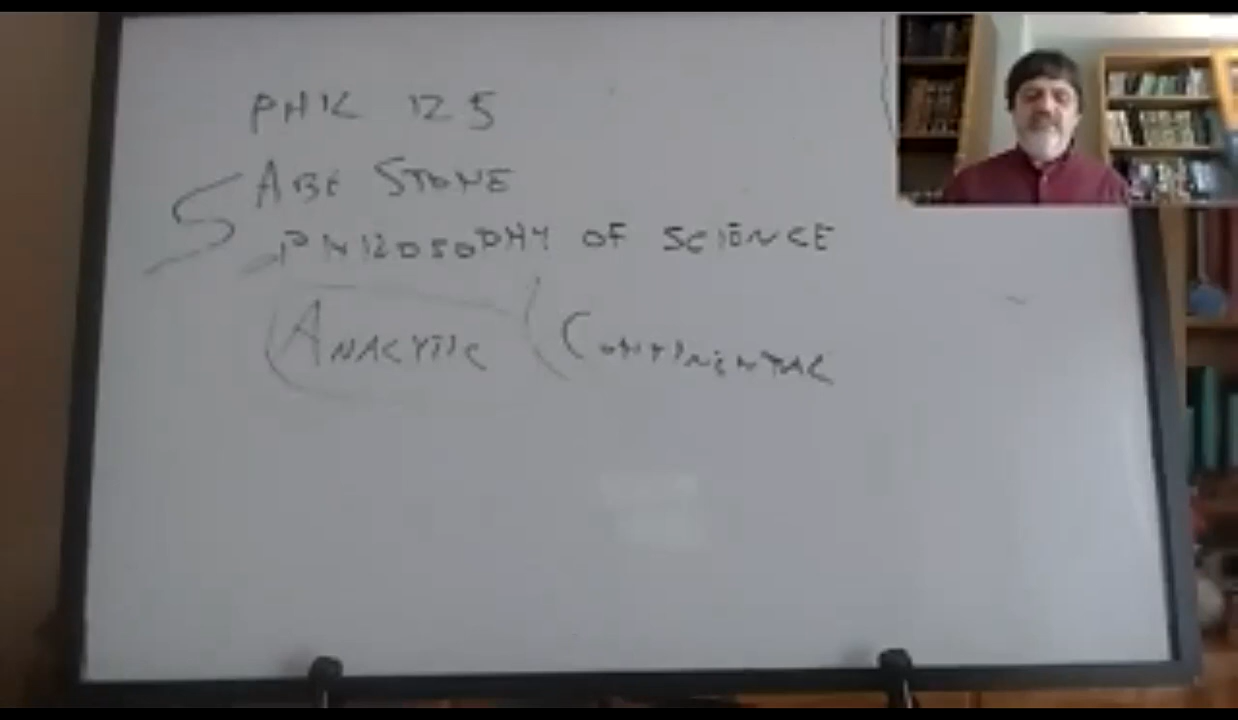 PHIL 125
ABE STONE
PHILOSOPHY OF SCIENCE
ANALYTIC CONTINENTAL